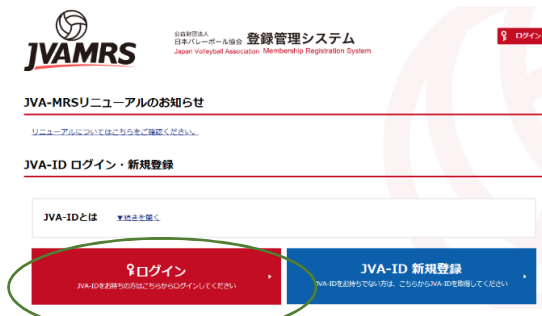 JVAMRS
公益財団法人
日本バレーボール協会 登録管理システム
Japan Volleyball Association Membership Registration System
ログイン
JVA-MRSリニューアルのお知らせ
リニューアルについてはこちらをご確認ください。
JVA-ID ログイン・新規登録
JVA-IDとは ▼続きを開く
ログイン
JVA-IDをお持ちの方はこちらからログインしてください
JVA-ID 新規登録
JVA-IDをお持ちでない方は、こちらからJVA-IDを取得してください